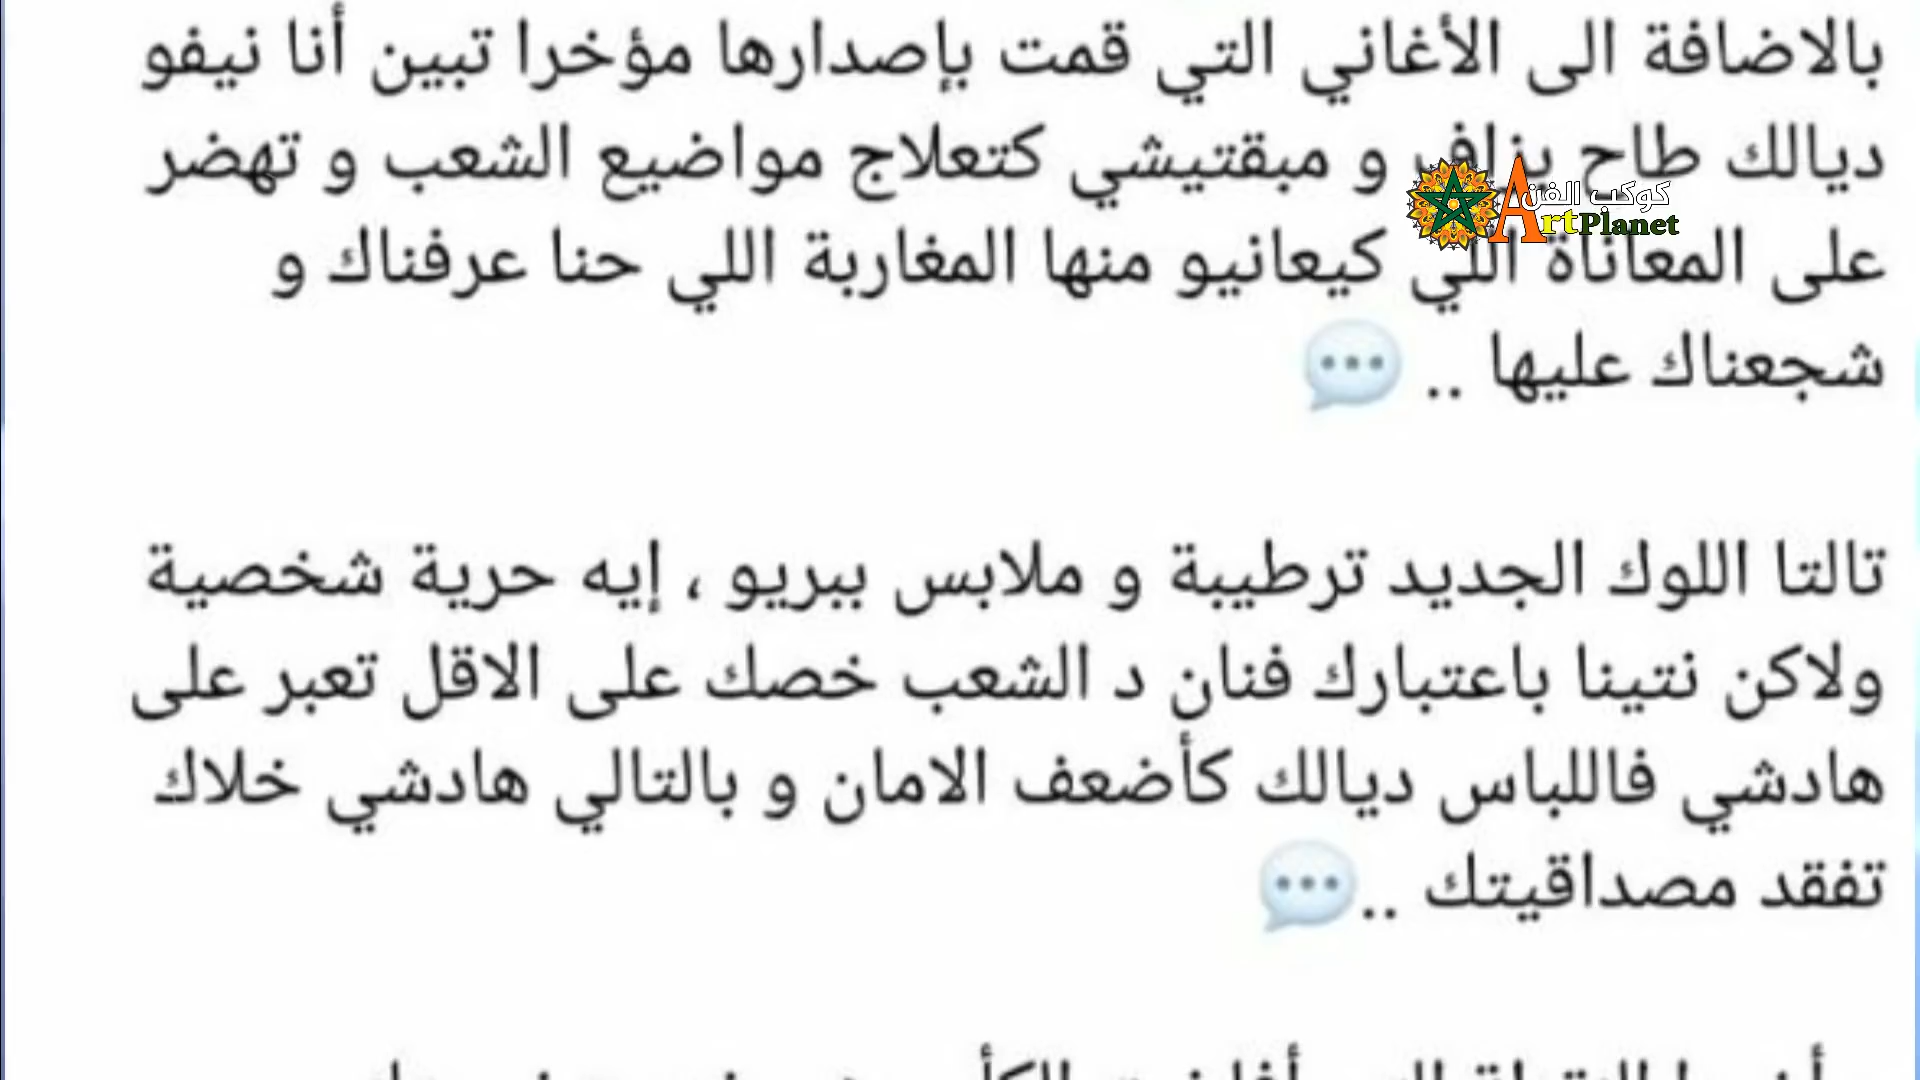 بالاضافة الى الأغاني التي قمت بإصدارها مؤخرا تبين أنا نيفو
ديالك طاح بزاف و مبقتيشي كتعلاج مواضيع الشعب و تهضر
كوكب الفن
ArtPlanet
على المعاناة اللي كيعانيو منها المغاربة اللي حنا عرفناك و
شجعناك عليها ..
تالتا اللوك الجديد ترطيبة و ملابس ببريو ، إيه حرية شخصية
ولاكن نتينا باعتبارك فنان د الشعب خصك على الاقل تعبر على
هادشي فاللباس ديالك كأضعف الامان و بالتالي هادشي خلاك
تفقد مصداقيتك ..